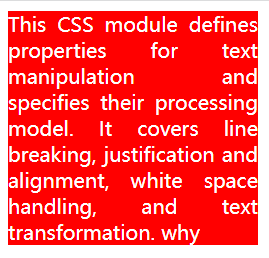 This CSS module defines
properties for text
manipulation and
specifies their processing
model. It covers line
breaking, justification and
alignment, white space
handling, and text
transformation. why